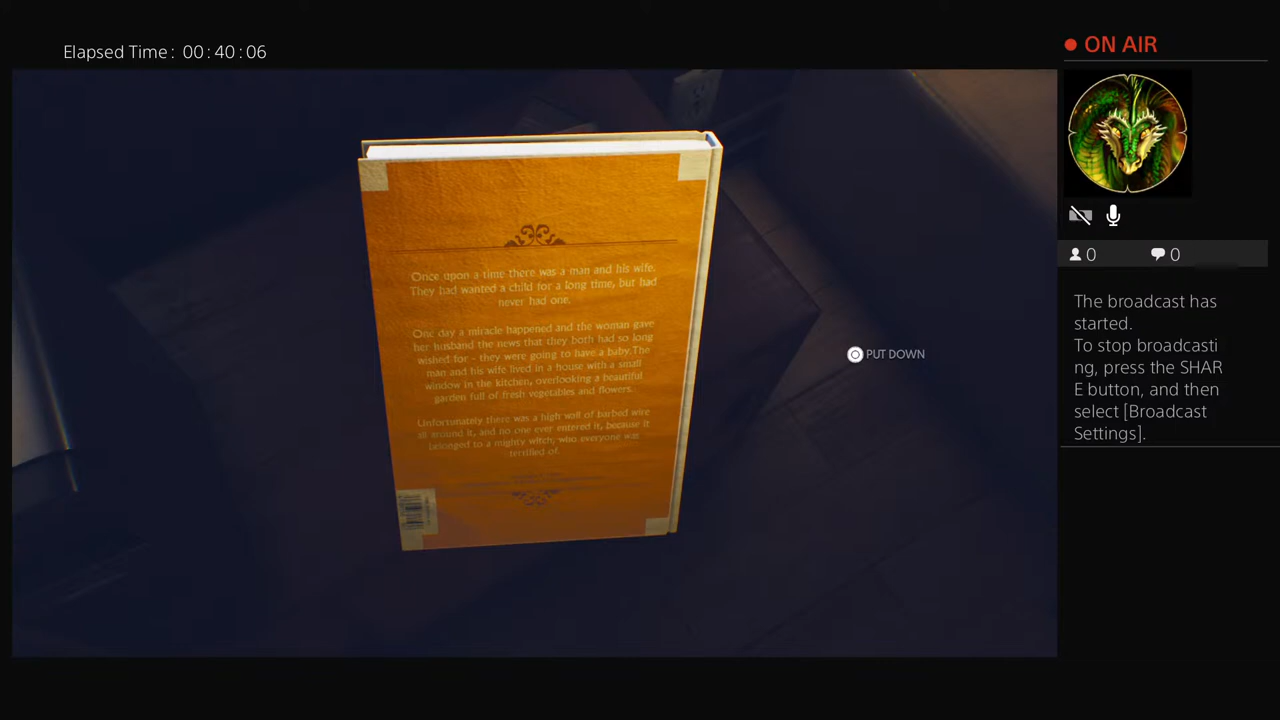 Elapsed Time: 00:40:06
ON AIR
0 0
The broadcast has
started.
To stop broadcasti
ng, press the SHAR
E button, and then
select [Broadcast
Settings].
Once upon a time there was a man and his wife.
They had wanted a child for a long time, but had
never had one.
One day a miracle happened and the woman gave
her husband the news that they both had so long
wished for - they were going to have a baby.The
man and his wife lived in a house with a small
window in the kitchen, overlooking a beautiful
garden full of fresh vegetables and flowers.
Unfortunately there was a high wall of barbed wire
all around it, and no one ever entered it, because it
belonged to a mighty witch; who everyone was
terrified of.
PUT DOWN